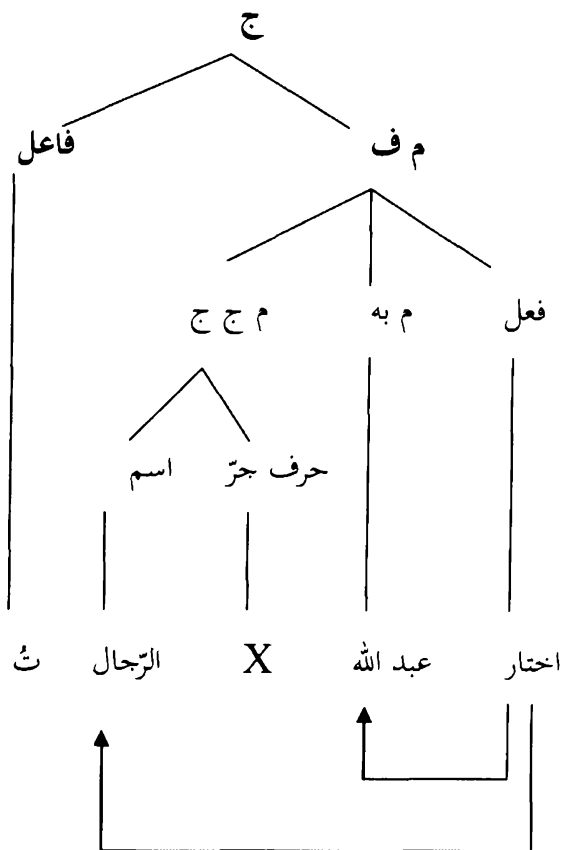 ج
م ف فاعل
فعل م به م ج ج
حرف جرّ اسم
اختار عبد الله X الرّجال تُ